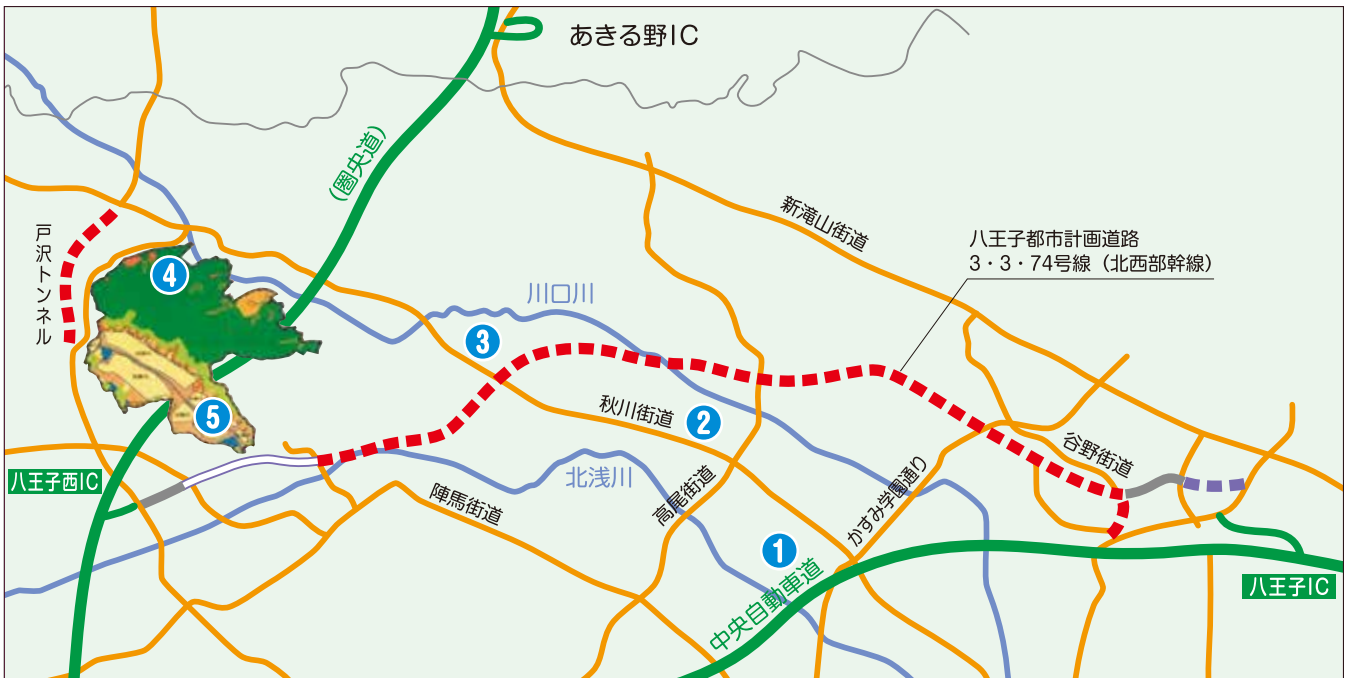 あきる野IC
(圏央道)
新滝山街道
八王子都市計画道路
3・3・74号線（北西部幹線）
戸沢トンネル
4
川口川
3
5
秋川街道
2
谷野街道
八王子西IC
北浅川
陣馬街道
高尾街道
かすみ学園通り
1
中央自動車道
八王子IC